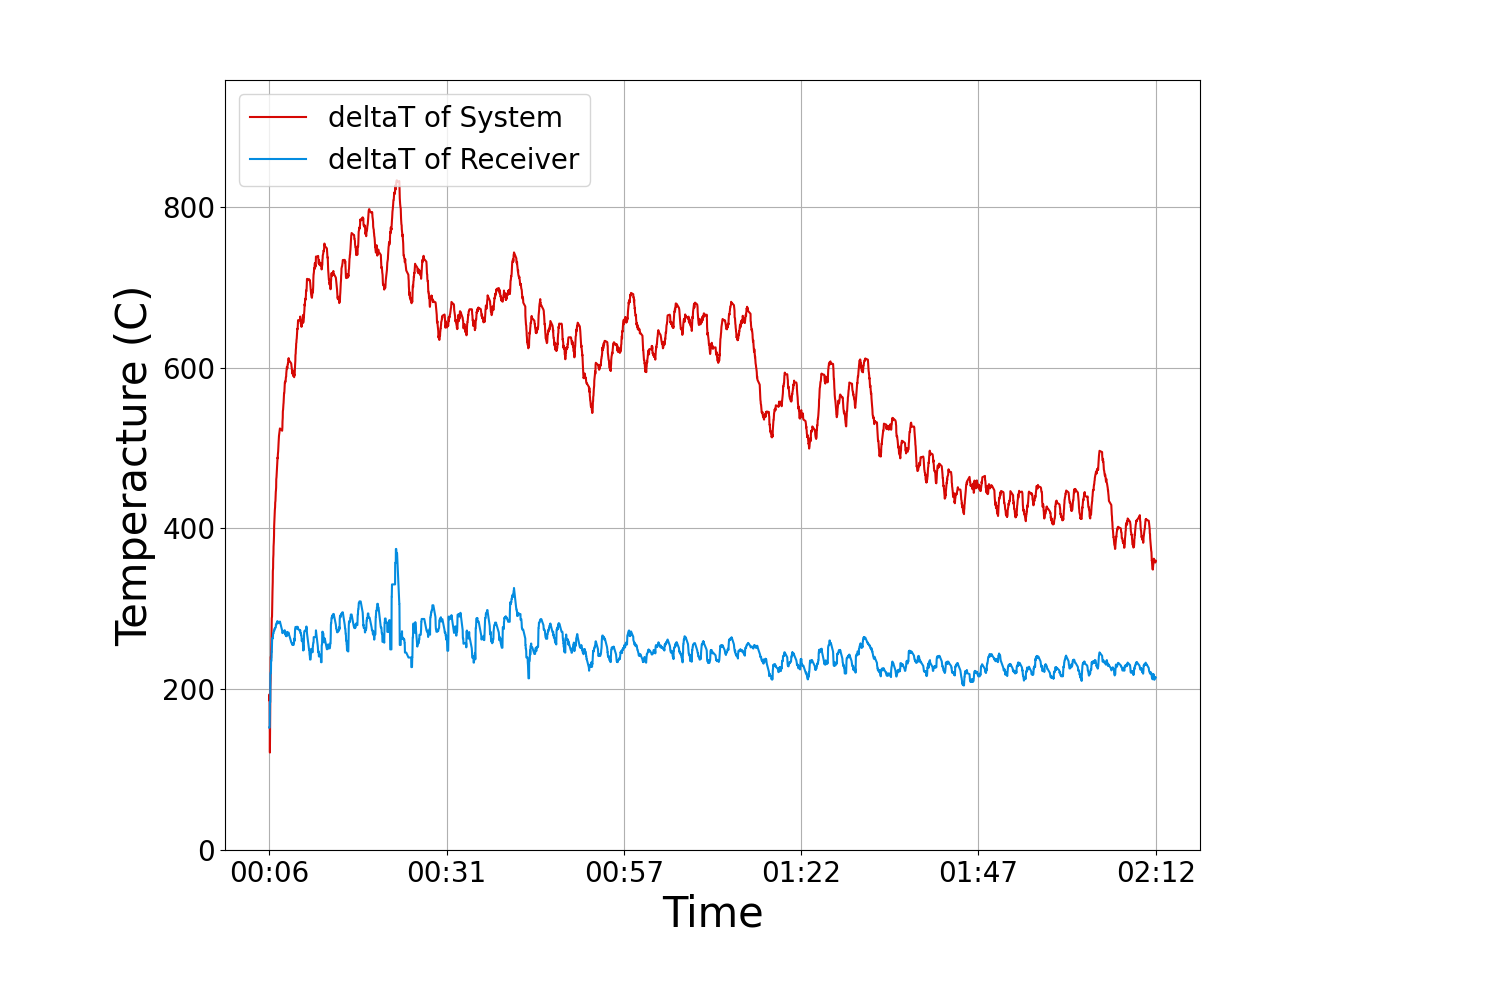 deltaT of System
deltaT of Receiver
Temperacture (C)
800
600
400
200
0
00:06 00:31 00:57 01:22 01:47 02:12
Time